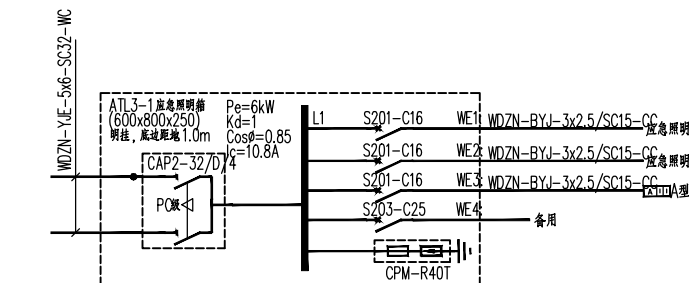 WDZN-YJE-5x6-SC32-WC
ATL3-1应急照明箱
(600x800x250)
明挂,底边距地1.0m
Pe=6kW
Kd=1
Cosø=0.85
Ic=10.8A
CAP2-32/D/4
PC级
L1
S201-C16 WE1 WDZN-BYJ-3x2.5/SC15-CC 应急照明
S201-C16 WE2 WDZN-BYJ-3x2.5/SC15-CC 应急照明
S201-C16 WE3 WDZN-BYJ-3x2.5/SC15-CC A型
S203-C25 WE4 备用
CPM-R40T